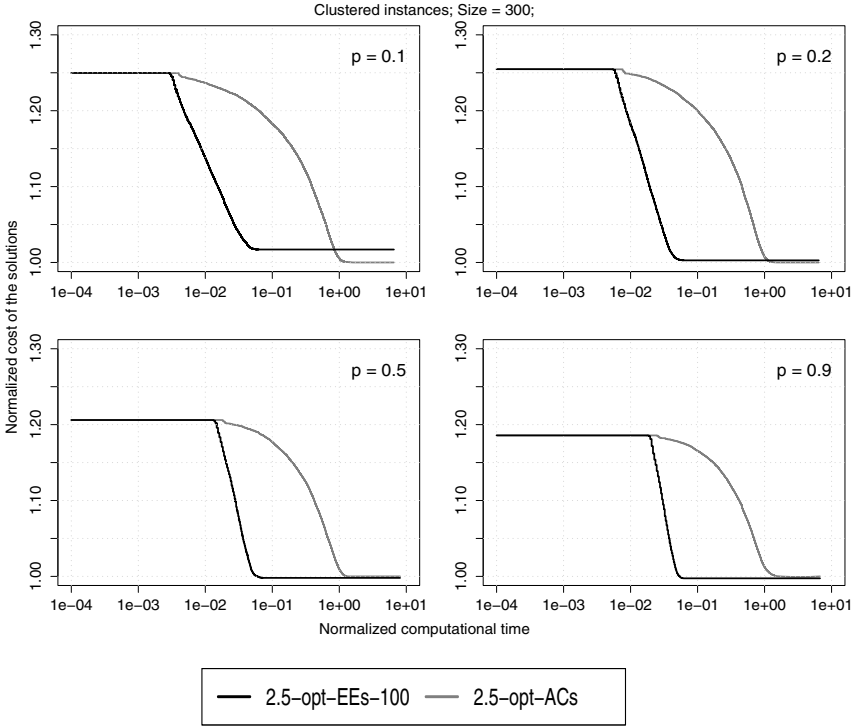 Clustered instances; Size = 300;
Normalized cost of the solutions
p = 0.1
1.30
1.20
1.10
1.00
1e−04 1e−03 1e−02 1e−01 1e+00 1e+01
p = 0.2
1.30
1.20
1.10
1.00
1e−04 1e−03 1e−02 1e−01 1e+00 1e+01
p = 0.5
1.30
1.20
1.10
1.00
1e−04 1e−03 1e−02 1e−01 1e+00 1e+01
p = 0.9
1.30
1.20
1.10
1.00
1e−04 1e−03 1e−02 1e−01 1e+00 1e+01
Normalized computational time
2.5−opt−EEs−100 2.5−opt−ACs